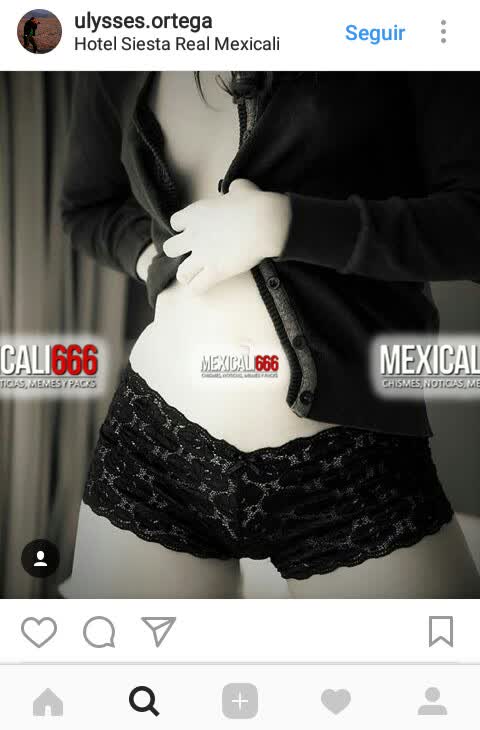 ulysses.ortega
Hotel Siesta Real Mexicali
Seguir
CALI666
TICIAS, MEMES Y PACKS
MEXICALI666
CHISMES, NOTICIAS, MEMES Y PACKS
MEXICAL
CHISMES, NOTICIAS, ME